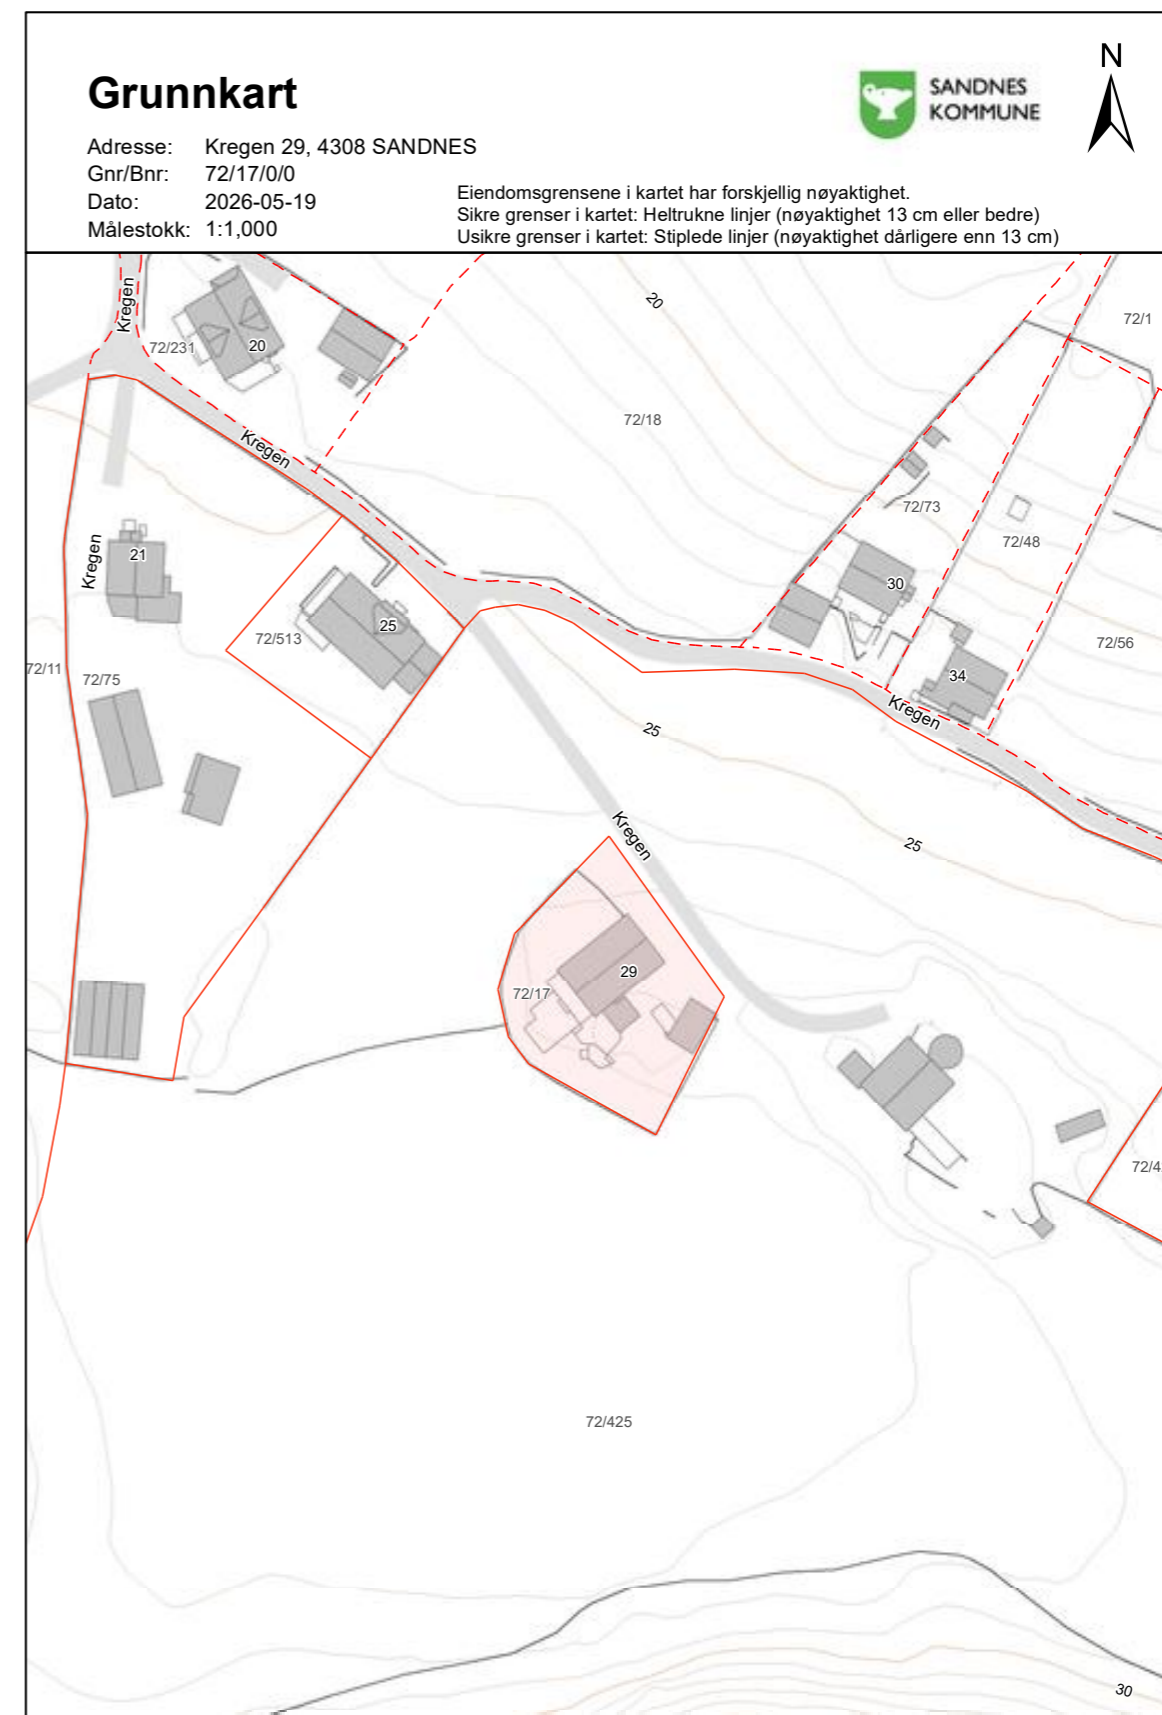 Grunnkart
SANDNES
KOMMUNE
N
Adresse: Kregen 29, 4308 SANDNES
Gnr/Bnr: 72/17/0/0
Dato: 2026-05-19
Målestokk: 1:1,000
Eiendomsgrensene i kartet har forskjellig nøyaktighet.
Sikre grenser i kartet: Heltrukne linjer (nøyaktighet 13 cm eller bedre)
Usikre grenser i kartet: Stiplede linjer (nøyaktighet dårligere enn 13 cm)
Kregen
20
72/1
72/231
20
72/18
Kregen
72/73
72/48
21
Kregen
30
25
72/513
72/56
72/11
72/75
34
Kregen
25
Kregen
25
29
72/17
72/4
72/425
30